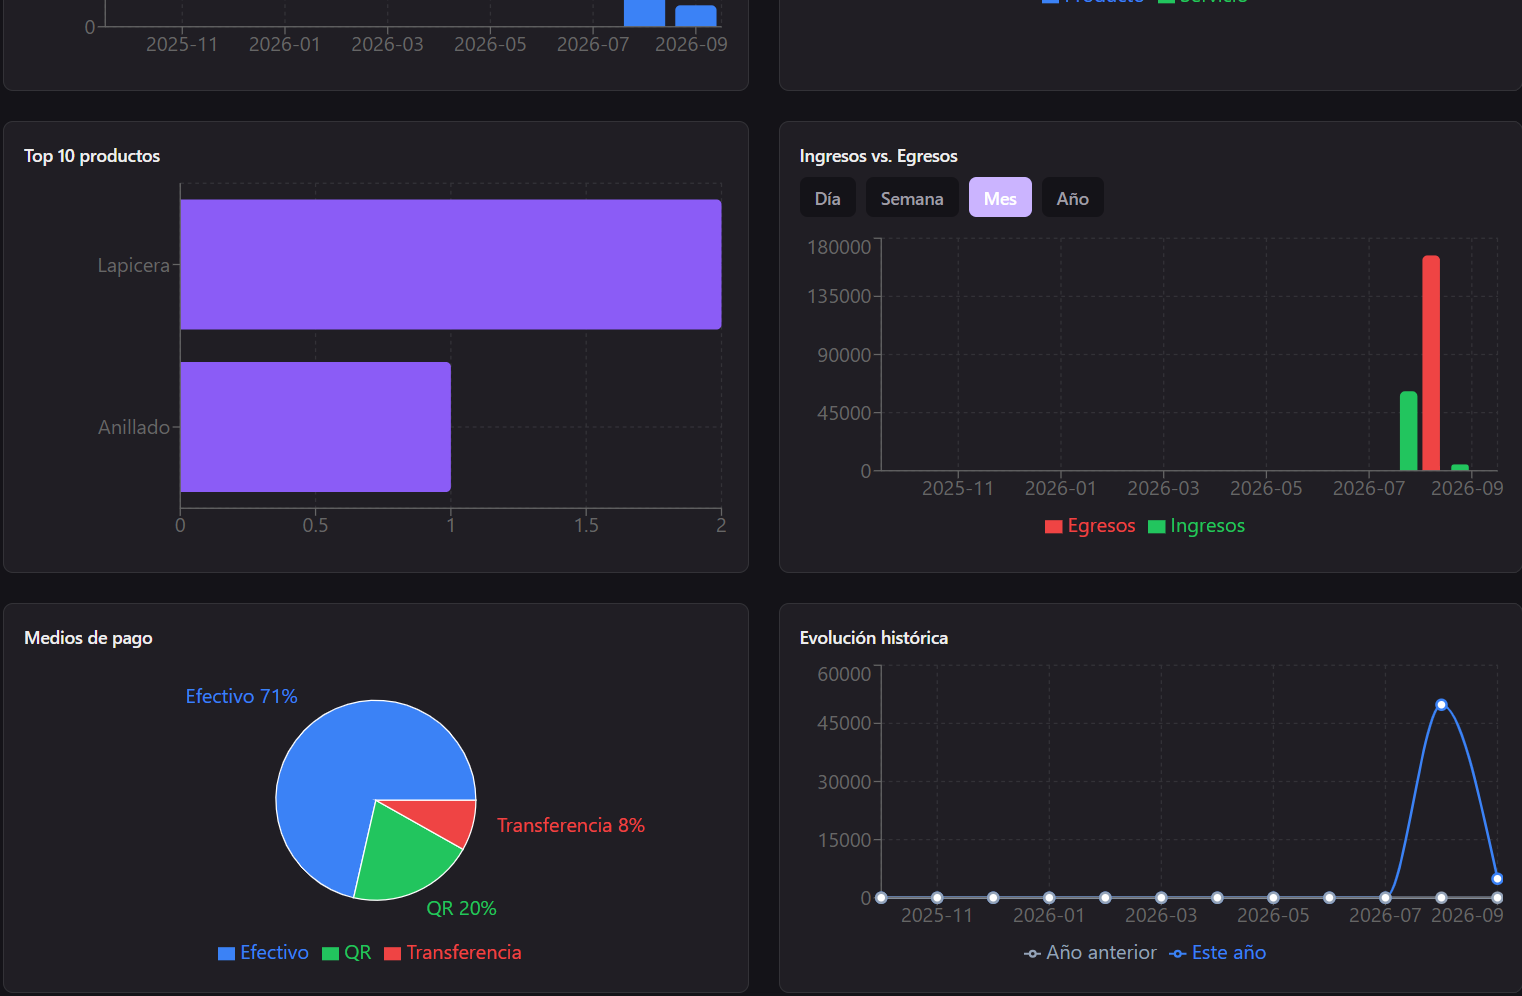 0
2025-11 2026-01 2026-03 2026-05 2026-07 2026-09
Producto Servicio
Top 10 productos
Lapicera
Anillado
0 0.5 1 1.5 2
Ingresos vs. Egresos
Día Semana Mes Año
180000
135000
90000
45000
0
2025-11 2026-01 2026-03 2026-05 2026-07 2026-09
Egresos Ingresos
Medios de pago
Efectivo 71%
Transferencia 8%
QR 20%
Efectivo QR Transferencia
Evolución histórica
60000
45000
30000
15000
0
2025-11 2026-01 2026-03 2026-05 2026-07 2026-09
Año anterior Este año